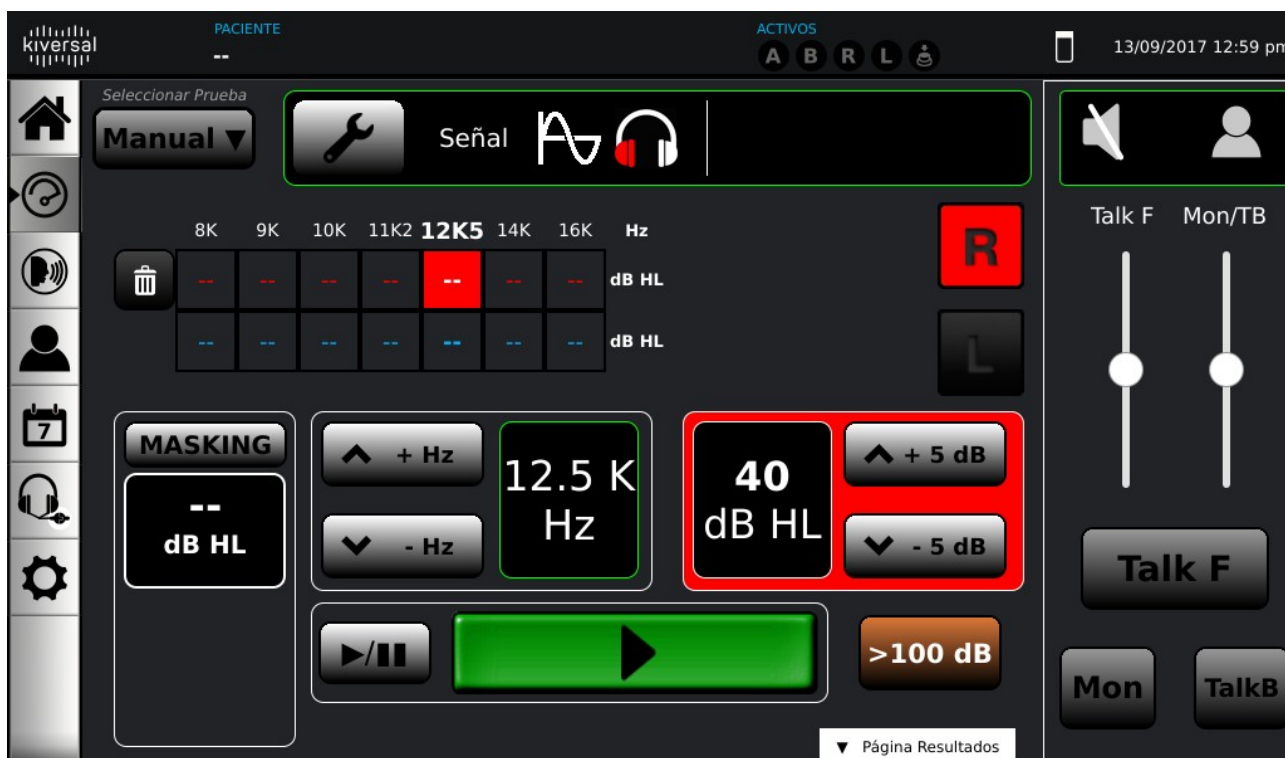 kiversal
PACIENTE
--
ACTIVOS
A B R L
13/09/2017 12:59 pm
Seleccionar Prueba
Manual ▼
Señal
8K 9K 10K 11K2 12K5 14K 16K Hz
-- -- -- -- -- -- -- dB HL
-- -- -- -- -- -- -- dB HL
R
L
Talk F Mon/TB
MASKING
--
dB HL
+ Hz
- Hz
12.5 K
Hz
40
dB HL
+ 5 dB
- 5 dB
>100 dB
Talk F
Mon
TalkB
7
▼ Página Resultados